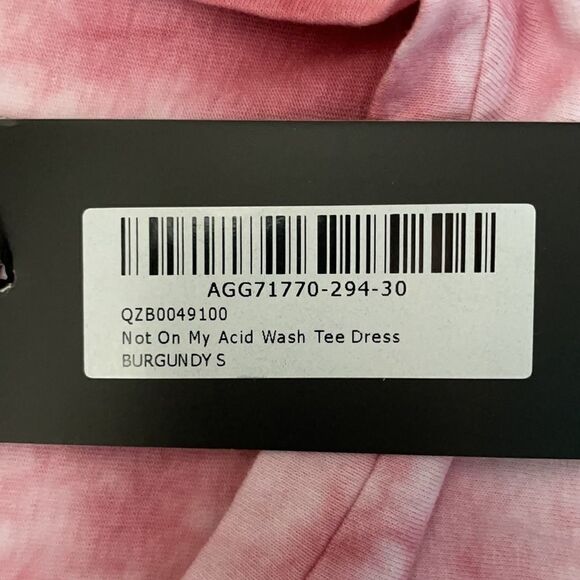 AGG71770-294-30
QZB0049100
Not On My Acid Wash Tee Dress
BURGUNDY S